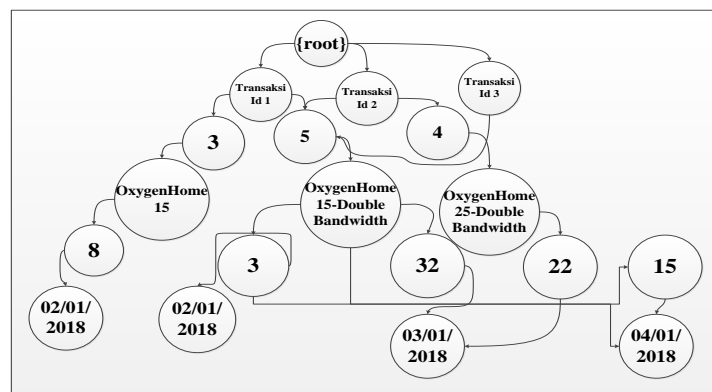 {root}
Transaksi
Id 1
Transaksi
Id 2
Transaksi
Id 3
3
5
4
OxygenHome
15
OxygenHome
15-Double
Bandwidth
OxygenHome
25-Double
Bandwidth
8
3
32
22
15
02/01/
2018
02/01/
2018
03/01/
2018
04/01/
2018